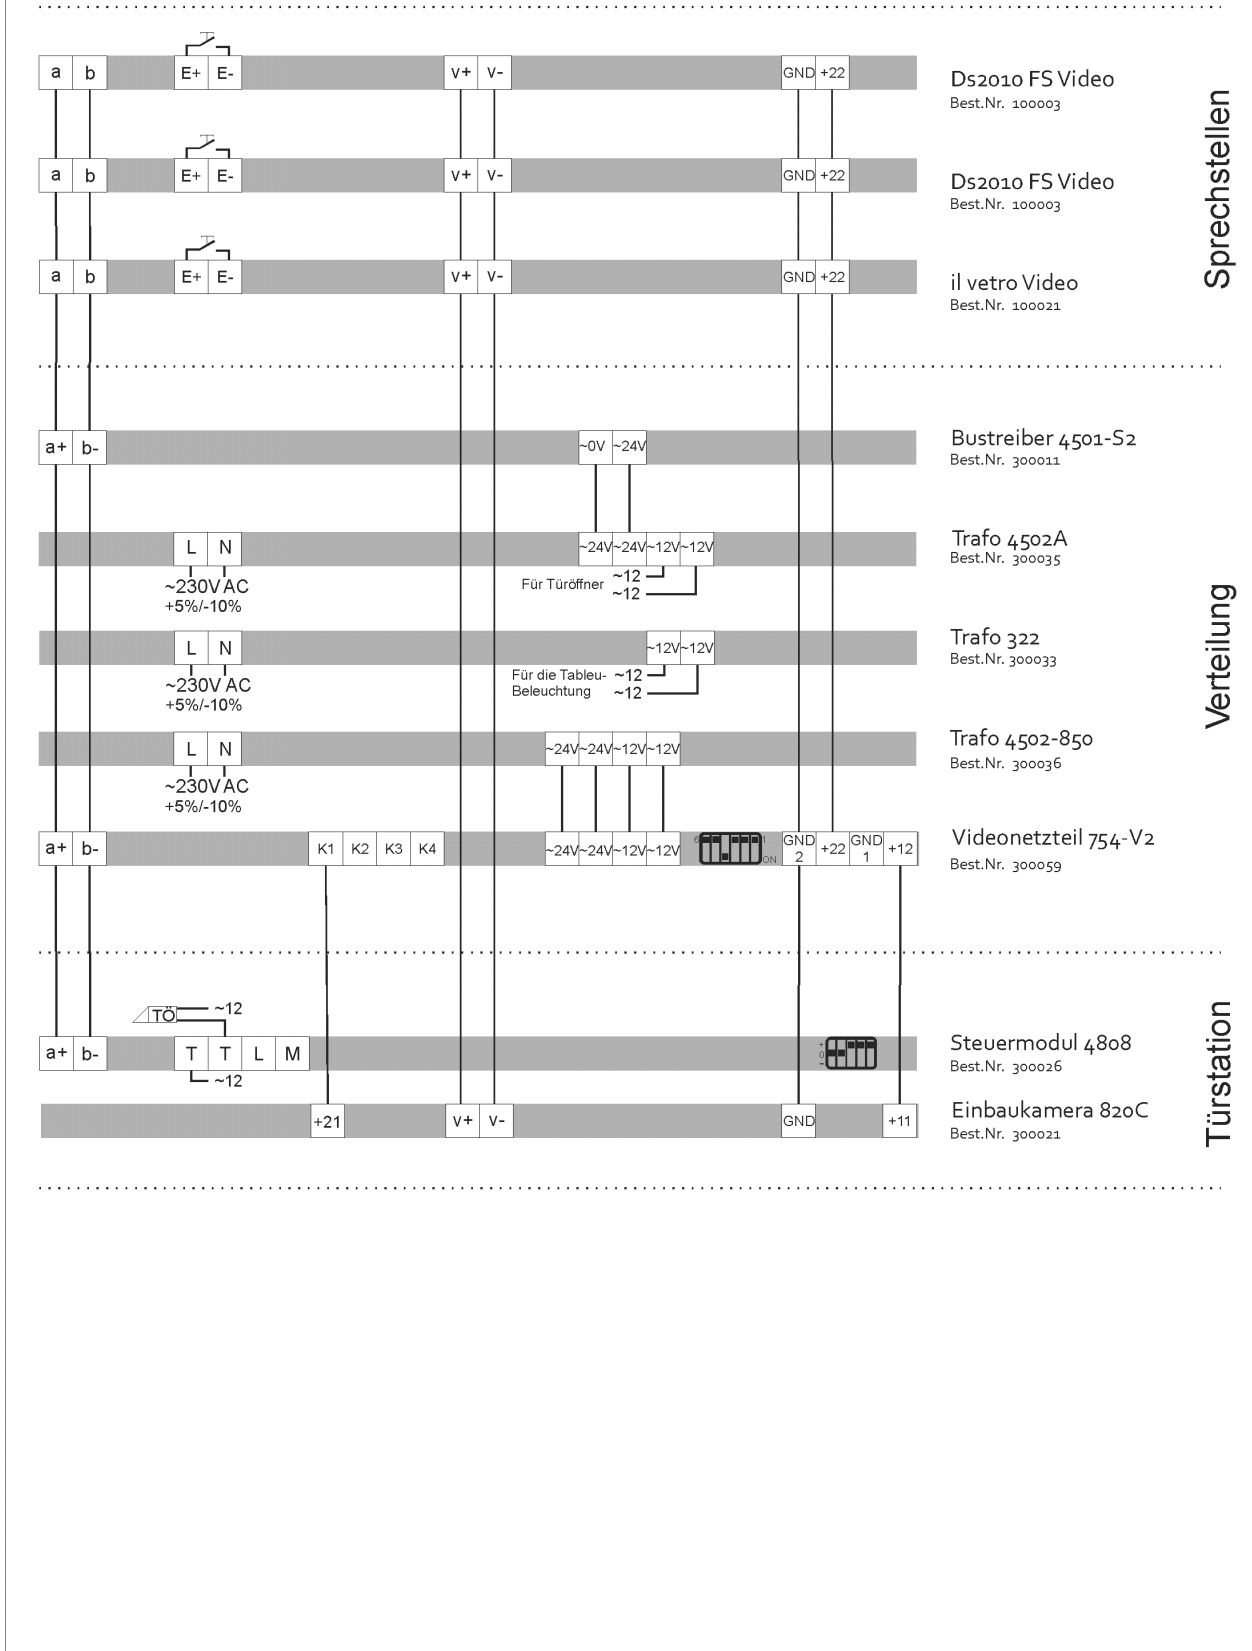 a b E+ E- v+ v- GND +22
Ds2010 FS Video
Best.Nr. 100003
a b E+ E- v+ v- GND +22
Ds2010 FS Video
Best.Nr. 100003
a b E+ E- v+ v- GND +22
il vetro Video
Best.Nr. 100021
Sprechstellen
a+ b- ~0V ~24V
Bustreiber 4501-S2
Best.Nr. 300011
L N ~24V ~24V ~12V ~12V
Trafo 4502A
Best.Nr. 300035
~230V AC
+5%/-10%
Für Türöffner ~12
~12
L N ~12V ~12V
Trafo 322
Best.Nr. 300033
~230V AC
+5%/-10%
Für die Tableu- ~12
Beleuchtung ~12
L N ~24V ~24V ~12V ~12V
Trafo 4502-850
Best.Nr. 300036
~230V AC
+5%/-10%
a+ b- K1 K2 K3 K4 ~24V ~24V ~12V ~12V 6 1 ON GND 2 +22 GND 1 +12
Videonetzteil 754-V2
Best.Nr. 300059
Verteilung
TÖ ~12
a+ b- T T L M + 0 -
~12
Steuermodul 4808
Best.Nr. 300026
+21 v+ v- GND +11
Einbaukamera 820C
Best.Nr. 300021
Türstation